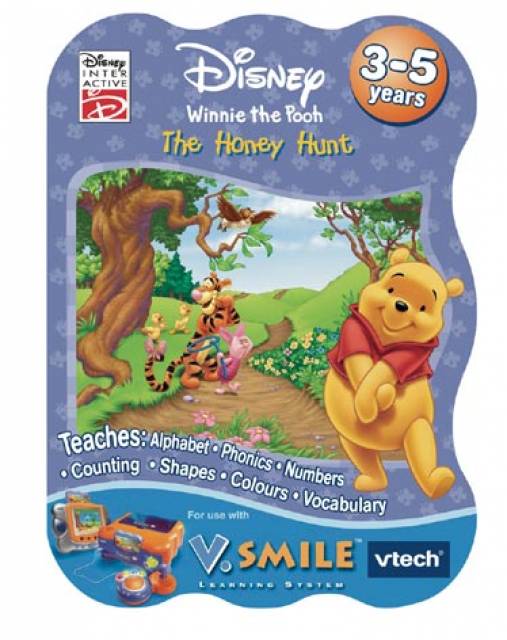 Disney
INTER
ACTIVE
D
Disney
3-5
years
Winnie the Pooh
The Honey Hunt
Teaches: Alphabet • Phonics • Numbers
• Counting • Shapes • Colours • Vocabulary
For use with
V.SMILE™
LEARNING SYSTEM
vtech®